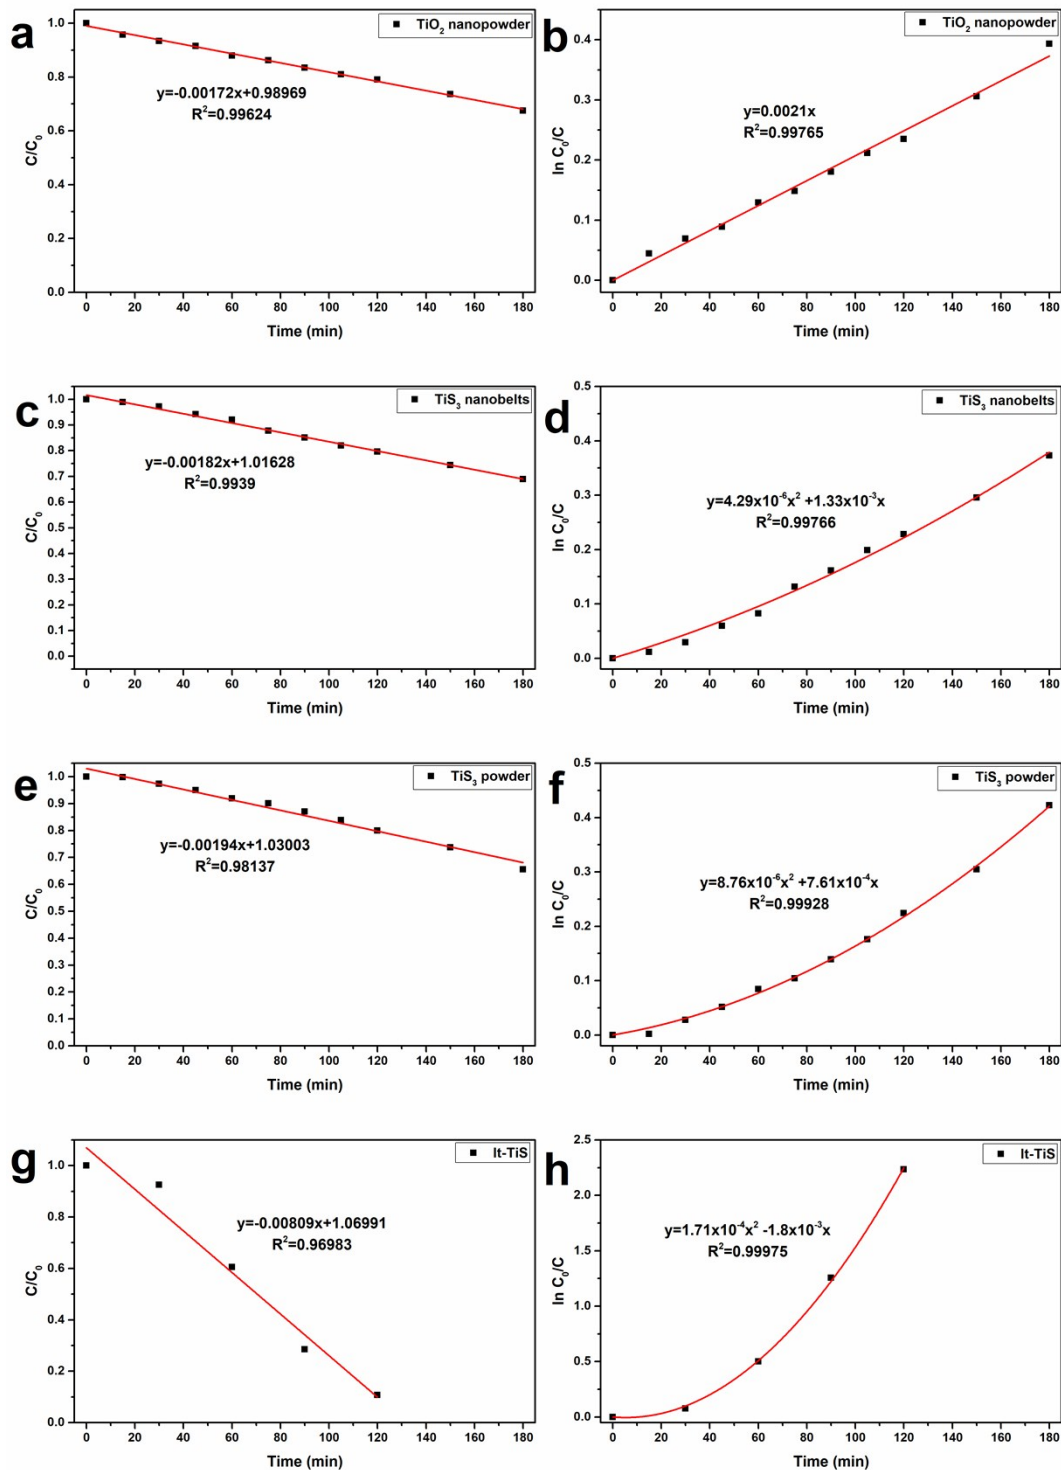 a
TiO₂ nanopowder
y=-0.00172x+0.98969
R²=0.99624
C/C₀
1.0
0.8
0.6
0.4
0.2
0.0
0 20 40 60 80 100 120 140 160 180
Time (min)
b
TiO₂ nanopowder
y=0.0021x
R²=0.99765
ln C₀/C
0.4
0.3
0.2
0.1
0.0
0 20 40 60 80 100 120 140 160 180
Time (min)
c
TiS₃ nanobelts
y=-0.00182x+1.01628
R²=0.9939
C/C₀
1.0
0.9
0.8
0.7
0.6
0.5
0.4
0.3
0.2
0.1
0.0
0 20 40 60 80 100 120 140 160 180
Time (min)
d
TiS₃ nanobelts
y=4.29x10⁻⁶x² +1.33x10⁻³x
R²=0.99766
ln C₀/C
0.5
0.4
0.3
0.2
0.1
0.0
0 20 40 60 80 100 120 140 160 180
Time (min)
e
TiS₃ powder
y=-0.00194x+1.03003
R²=0.98137
C/C₀
1.0
0.9
0.8
0.7
0.6
0.5
0.4
0.3
0.2
0.1
0.0
0 20 40 60 80 100 120 140 160 180
Time (min)
f
TiS₃ powder
y=8.76x10⁻⁶x² +7.61x10⁻⁴x
R²=0.99928
ln C₀/C
0.5
0.4
0.3
0.2
0.1
0.0
0 20 40 60 80 100 120 140 160 180
Time (min)
g
lt-TiS
y=-0.00809x+1.06991
R²=0.96983
C/C₀
1.0
0.8
0.6
0.4
0.2
0.0
0 20 40 60 80 100 120 140 160 180
Time (min)
h
lt-TiS
y=1.71x10⁻⁴x² -1.8x10⁻³x
R²=0.99975
ln C₀/C
2.5
2.0
1.5
1.0
0.5
0.0
0 20 40 60 80 100 120 140 160 180
Time (min)